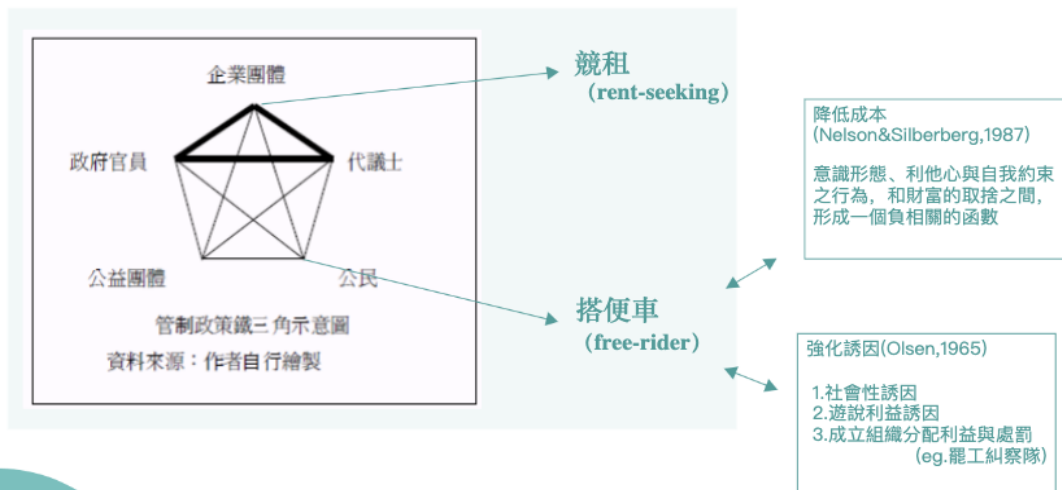 企業團體
政府官員
代議士
公益團體
公民
管制政策鐵三角示意圖
資料來源：作者自行繪製
競租
(rent-seeking)
搭便車
(free-rider)
降低成本
(Nelson&Silberberg,1987)
意識形態、利他心與自我約束
之行為，和財富的取捨之間，
形成一個負相關的函數
強化誘因(Olsen,1965)
1.社會性誘因
2.遊說利益誘因
3.成立組織分配利益與處罰
(eg.罷工糾察隊)